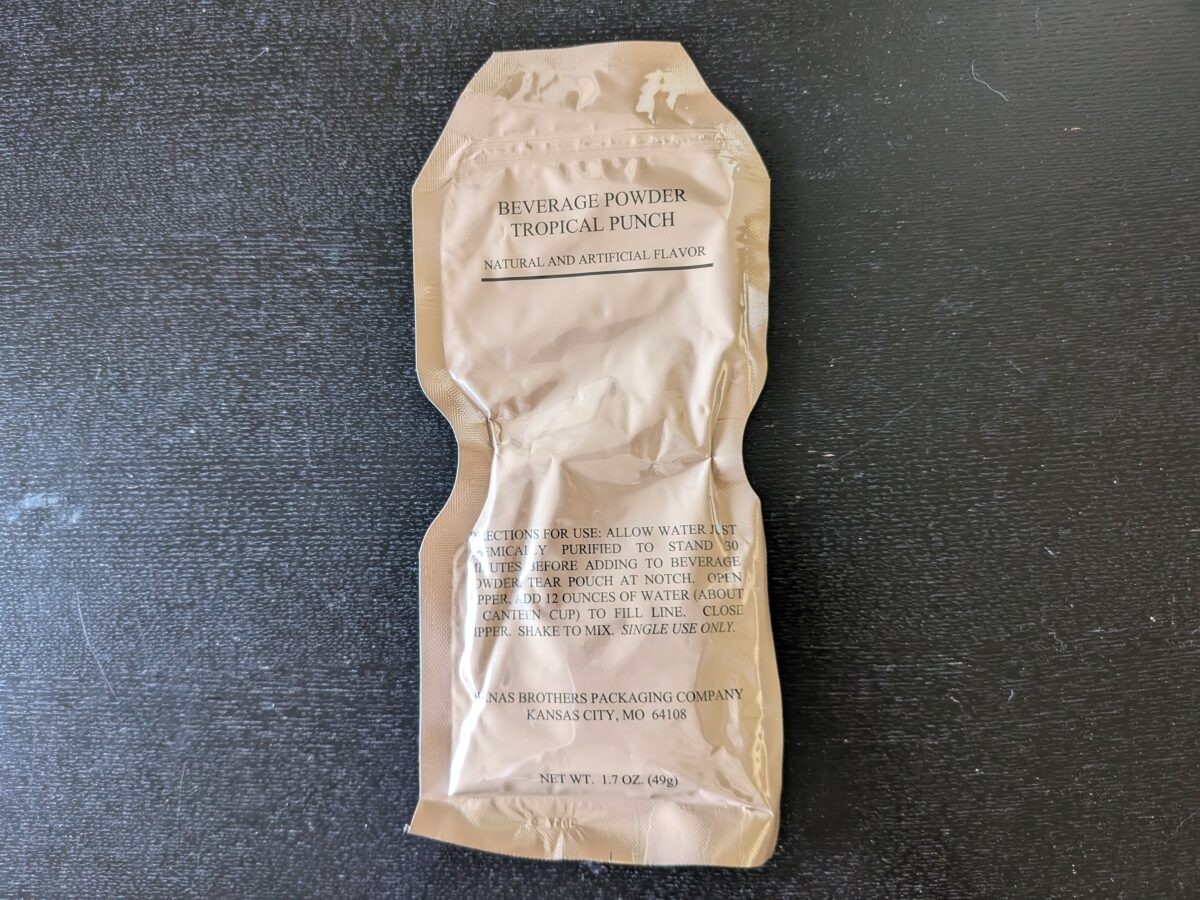 BEVERAGE POWDER
TROPICAL PUNCH
NATURAL AND ARTIFICIAL FLAVOR
FOR USE: ALLOW WATER JUST
PURIFIED TO STAND 30
BEFORE ADDING TO BEVERAGE
TEAR POUCH AT NOTCH. OPEN
ADD 12 OUNCES OF WATER (ABOUT
CANTEEN CUP) TO FILL LINE. CLOSE
SHAKE TO MIX. SINGLE USE ONLY.
BROTHERS PACKAGING COMPANY
KANSAS CITY, MO 64108
NET WT. 1.7 OZ. (49g)